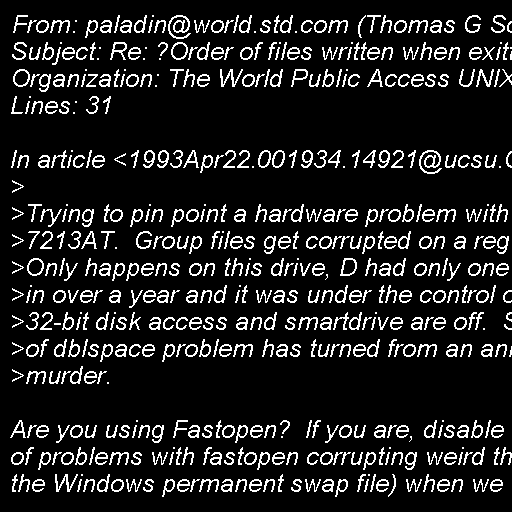 From: paladin@world.std.com (Thomas G Sc
Subject: Re: ?Order of files written when exitt
Organization: The World Public Access UNIX
Lines: 31

In article <1993Apr22.001934.14921@ucsu.C
>
>Trying to pin point a hardware problem with
>7213AT.  Group files get corrupted on a reg
>Only happens on this drive, D had only one
>in over a year and it was under the control o
>32-bit disk access and smartdrive are off.  S
>of dblspace problem has turned from an ann
>murder.

Are you using Fastopen?  If you are, disable
of problems with fastopen corrupting weird th
the Windows permanent swap file) when we